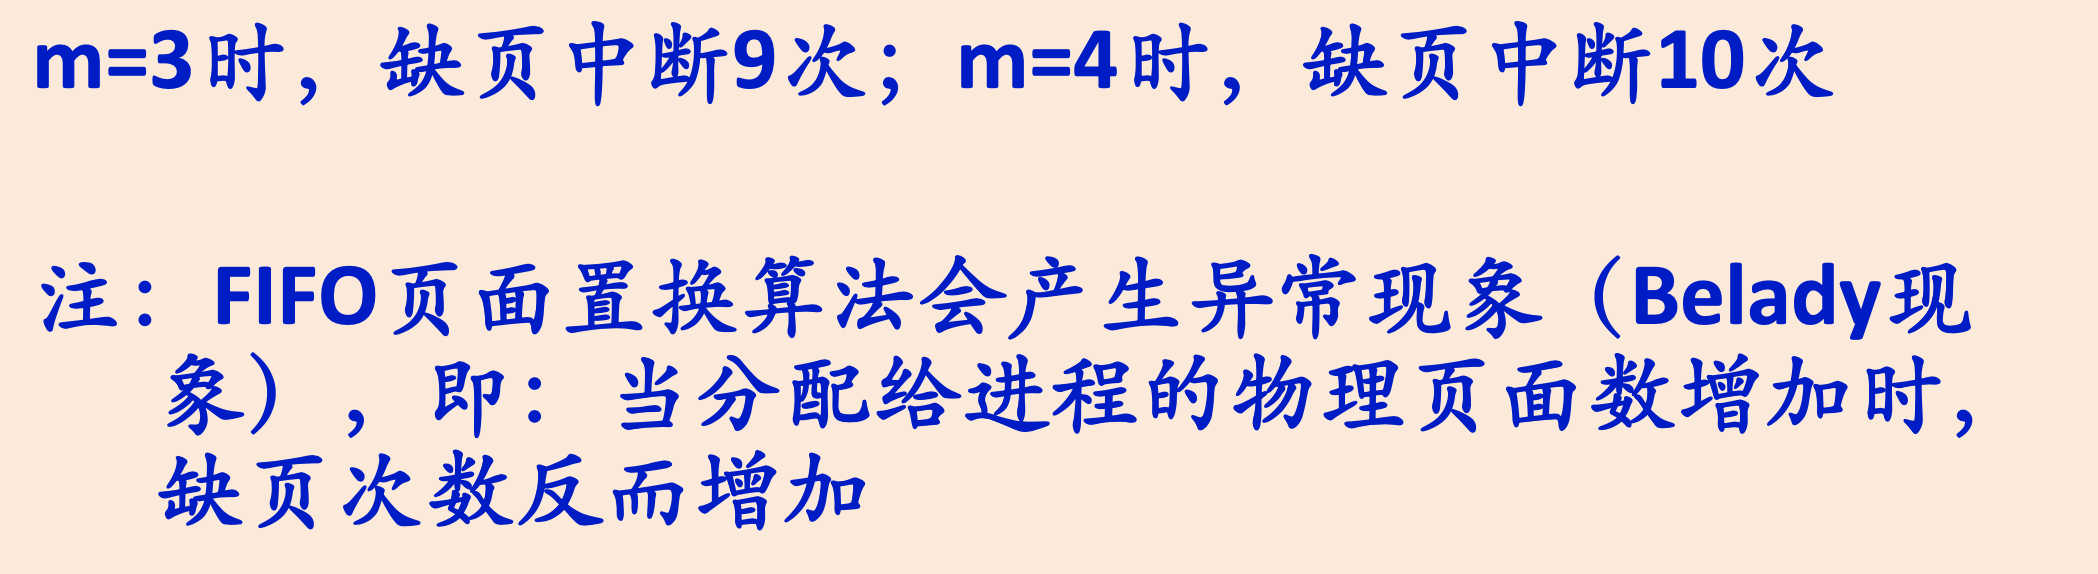 m=3时，缺页中断9次；m=4时，缺页中断10次
注：FIFO页面置换算法会产生异常现象（Belady现
象），即：当分配给进程的物理页面数增加时，
缺页次数反而增加